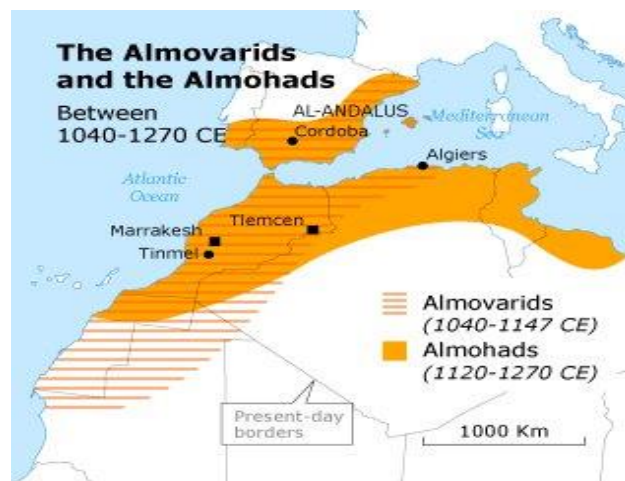 The Almovarids
and the Almohads
Between
1040-1270 CE
AL-ANDALUS
Cordoba
Mediterranean
Sea
Algiers
Atlantic
Ocean
Tlemcen
Marrakesh
Tinmel
Almovarids
(1040-1147 CE)
Almohads
(1120-1270 CE)
Present-day
borders
1000 Km